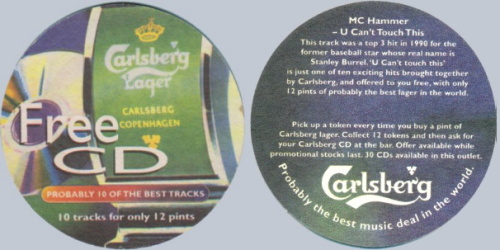 Carlsberg
Lager
CARLSBERG
COPENHAGEN
Free
CD
PROBABLY 10 OF THE BEST TRACKS
10 tracks for only 12 pints
MC Hammer
– U Can't Touch This
This track was a top 3 hit in 1990 for the
former baseball star whose real name is
Stanley Burrel. 'U Can't touch this'
is just one of ten exciting hits brought together
by Carlsberg, and offered to you free, with only
12 pints of probably the best lager in the world.
Pick up a token every time you buy a pint of
Carlsberg lager. Collect 12 tokens and then ask for
your Carlsberg CD at the bar. Offer available while
promotional stocks last. 30 CDs available in this outlet.
Carlsberg
Probably the best music deal in the world.